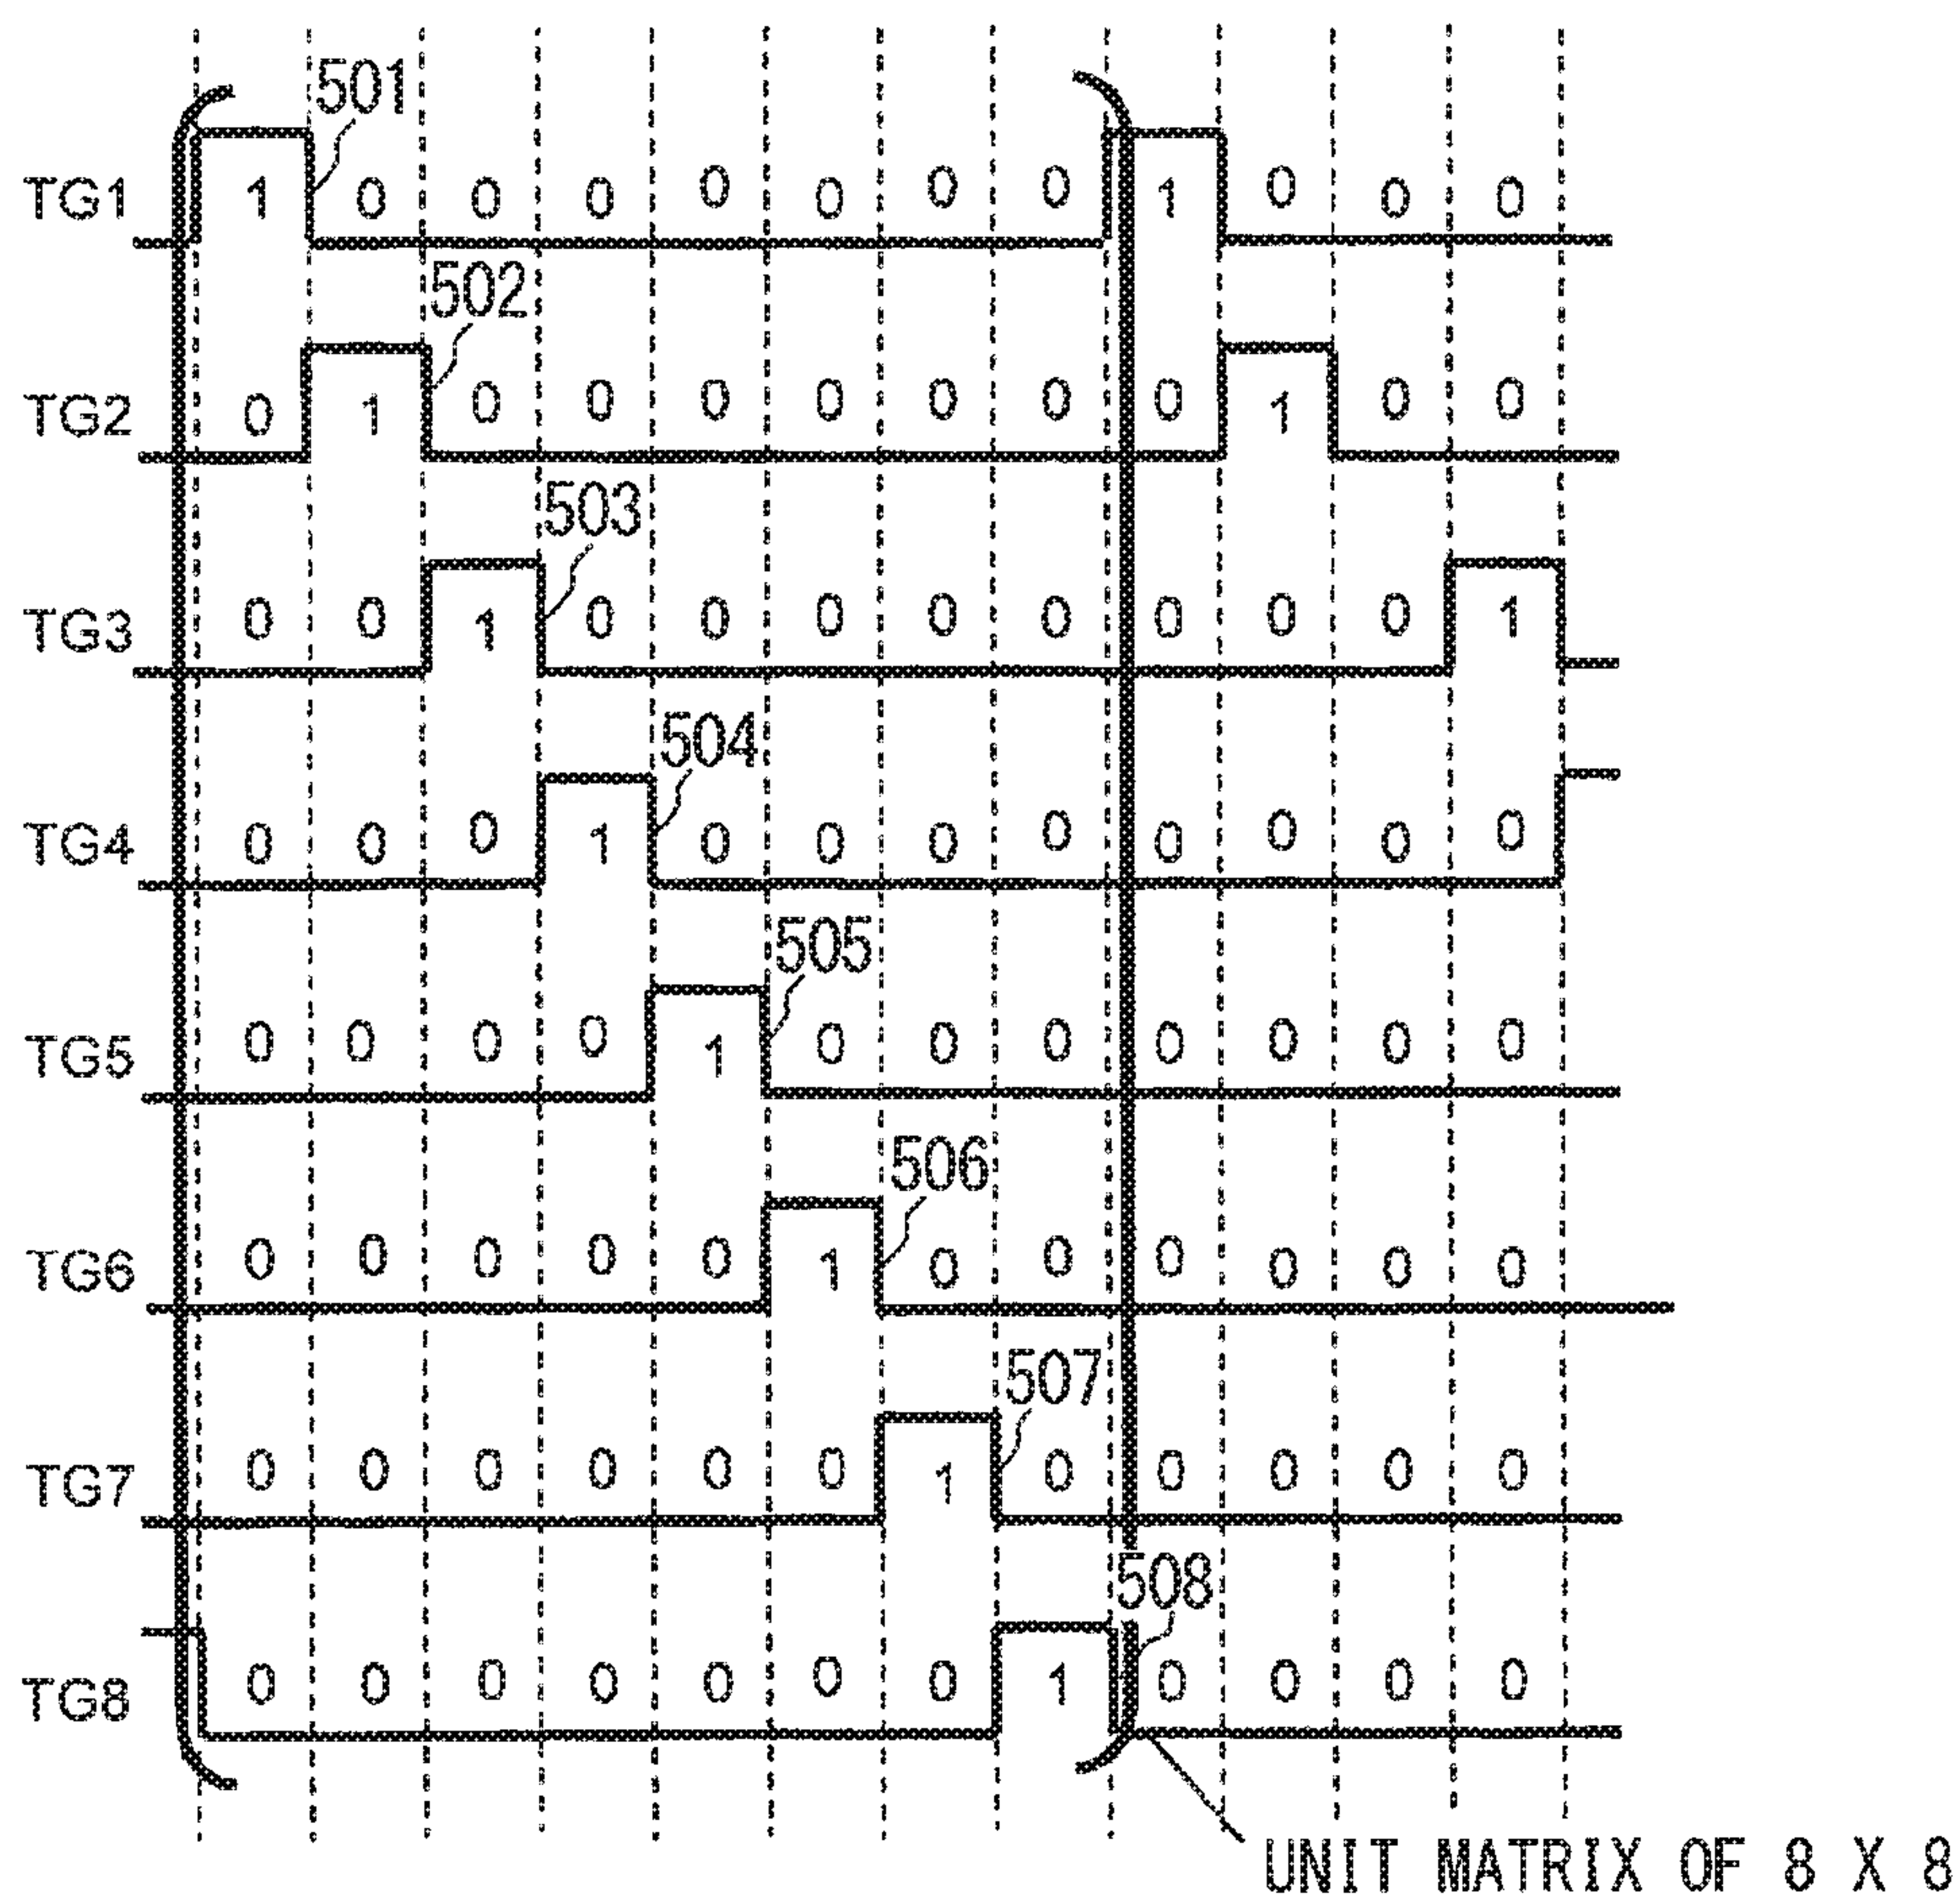 501
TG1 1 0 0 0 0 0 0 0 1 0 0 0
502
TG2 0 1 0 0 0 0 0 0 0 1 0 0
503
TG3 0 0 1 0 0 0 0 0 0 0 0 1
504
TG4 0 0 0 1 0 0 0 0 0 0 0 0
505
TG5 0 0 0 0 1 0 0 0 0 0 0 0
506
TG6 0 0 0 0 0 1 0 0 0 0 0 0
507
TG7 0 0 0 0 0 0 1 0 0 0 0 0
508
TG8 0 0 0 0 0 0 0 1 0 0 0 0
UNIT MATRIX OF 8 X 8